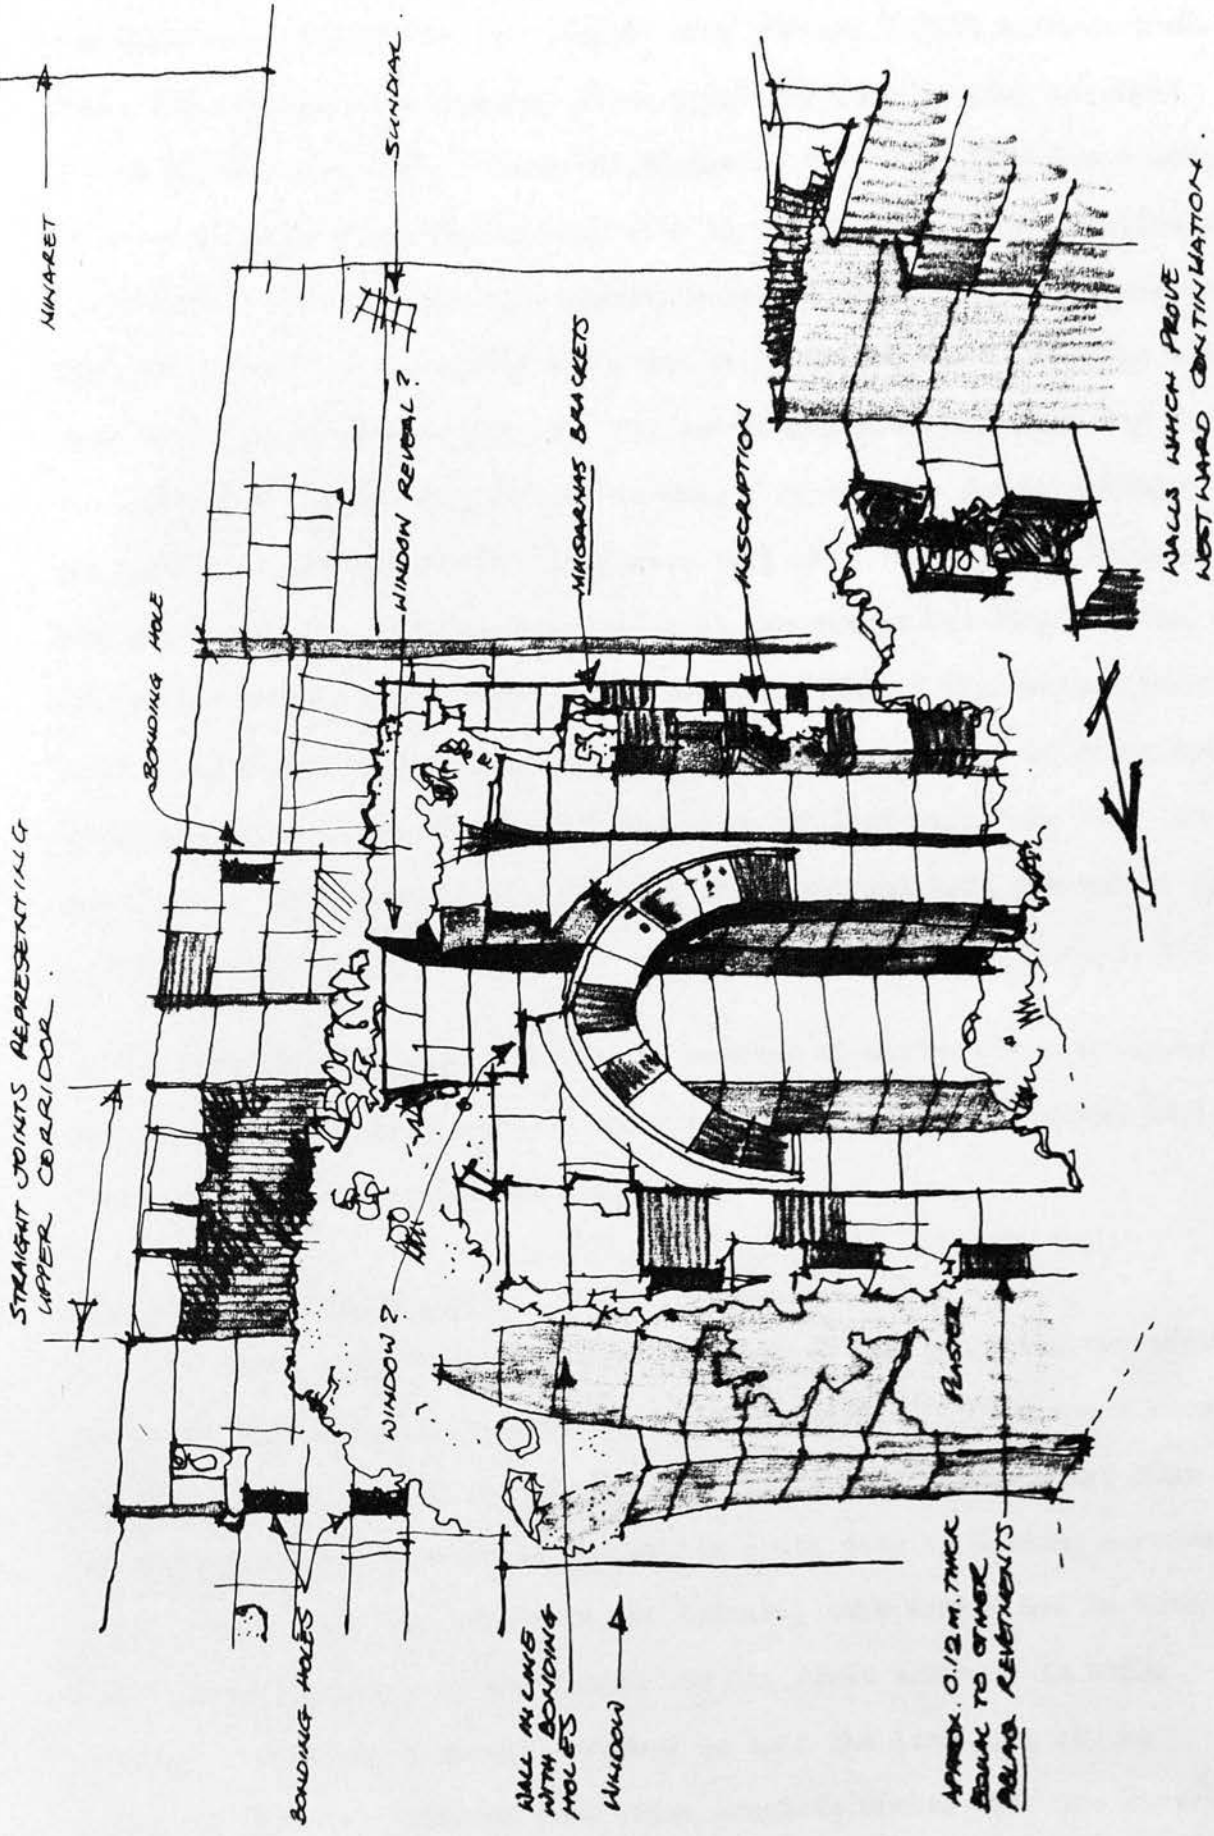 STRAIGHT JOINTS REPRESENTING
UPPER CORRIDOR.
MINARET
BONDING HOLE
SUNDIAL
WINDOW REVEAL?
MUQARNAS BRACKETS
INSCRIPTION
WINDOW?
BONDING HOLES
WALL IN LINE
WITH BONDING
HOLES
WINDOW
PLASTER
APPROX. 0.12 M. THICK
EQUAL TO OTHER
ABLAQ REVETMENTS
WALLS WHICH PROVE
WESTWARD CONTINUATION.